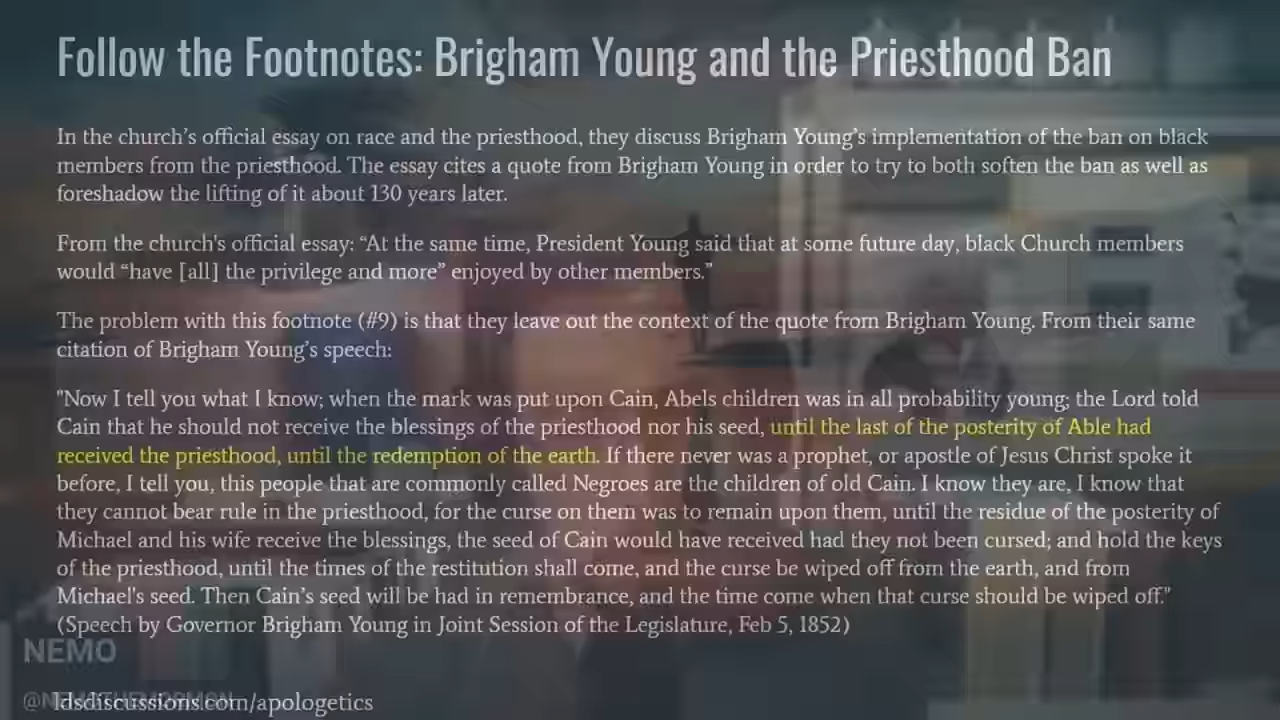 Follow the Footnotes: Brigham Young and the Priesthood Ban
In the church's official essay on race and the priesthood, they discuss Brigham Young's implementation of the ban on black
members from the priesthood. The essay cites a quote from Brigham Young in order to try to both soften the ban as well as
foreshadow the lifting of it about 130 years later.
From the church's official essay: “At the same time, President Young said that at some future day, black Church members
would “have [all] the privilege and more” enjoyed by other members.”
The problem with this footnote (#9) is that they leave out the context of the quote from Brigham Young. From their same
citation of Brigham Young's speech:
"Now I tell you what I know; when the mark was put upon Cain, Abels children was in all probability young; the Lord told
Cain that he should not receive the blessings of the priesthood nor his seed, until the last of the posterity of Able had
received the priesthood, until the redemption of the earth. If there never was a prophet, or apostle of Jesus Christ spoke it
before, I tell you, this people that are commonly called Negroes are the children of old Cain. I know they are, I know that
they cannot bear rule in the priesthood, for the curse on them was to remain upon them, until the residue of the posterity of
Michael and his wife receive the blessings, the seed of Cain would have received had they not been cursed; and hold the keys
of the priesthood, until the times of the restitution shall come, and the curse be wiped off from the earth, and from
Michael's seed. Then Cain's seed will be had in remembrance, and the time come when that curse should be wiped off."
(Speech by Governor Brigham Young in Joint Session of the Legislature, Feb 5, 1852)
NEMO
@NEMOTHEMORMON
ldsdiscussions.com/apologetics